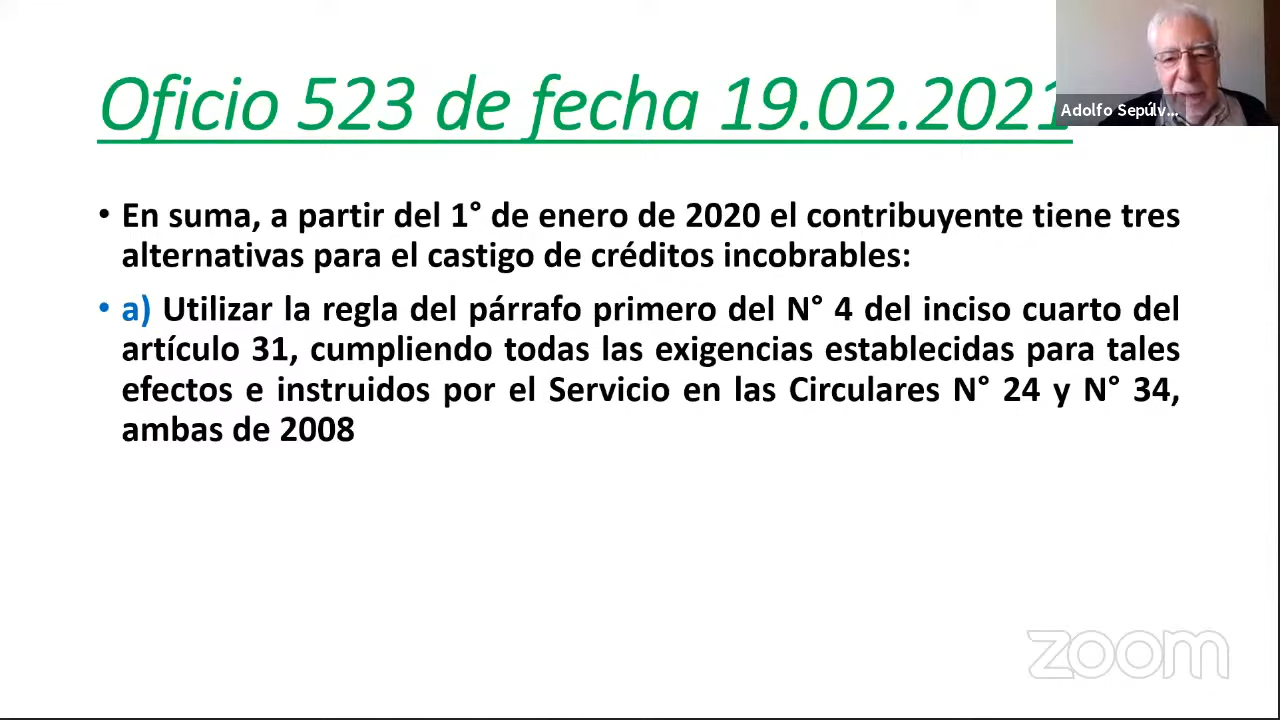 Oficio 523 de fecha 19.02.2021
Adolfo Sepúlv...
• En suma, a partir del 1° de enero de 2020 el contribuyente tiene tres
alternativas para el castigo de créditos incobrables:
• a) Utilizar la regla del párrafo primero del N° 4 del inciso cuarto del
artículo 31, cumpliendo todas las exigencias establecidas para tales
efectos e instruidos por el Servicio en las Circulares N° 24 y N° 34,
ambas de 2008
zoom